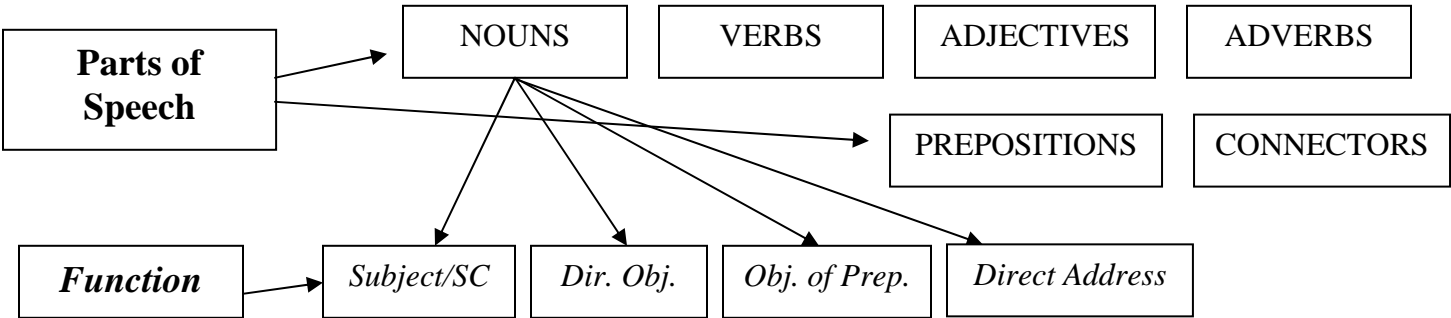 NOUNS
VERBS
ADJECTIVES
ADVERBS
Parts of
Speech
PREPOSITIONS
CONNECTORS
Function
Subject/SC
Dir. Obj.
Obj. of Prep.
Direct Address